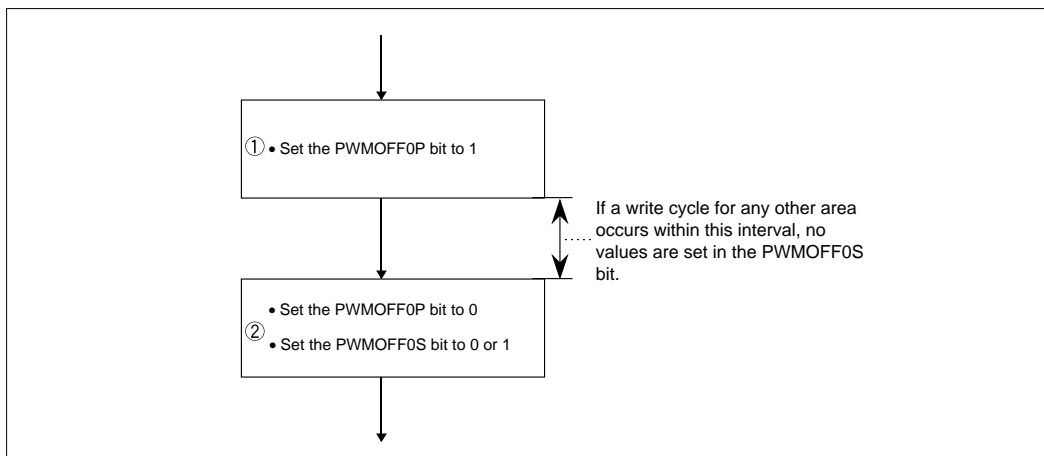 ① • Set the PWMOFF0P bit to 1
If a write cycle for any other area
occurs within this interval, no
values are set in the PWMOFF0S
bit.
② • Set the PWMOFF0P bit to 0
• Set the PWMOFF0S bit to 0 or 1